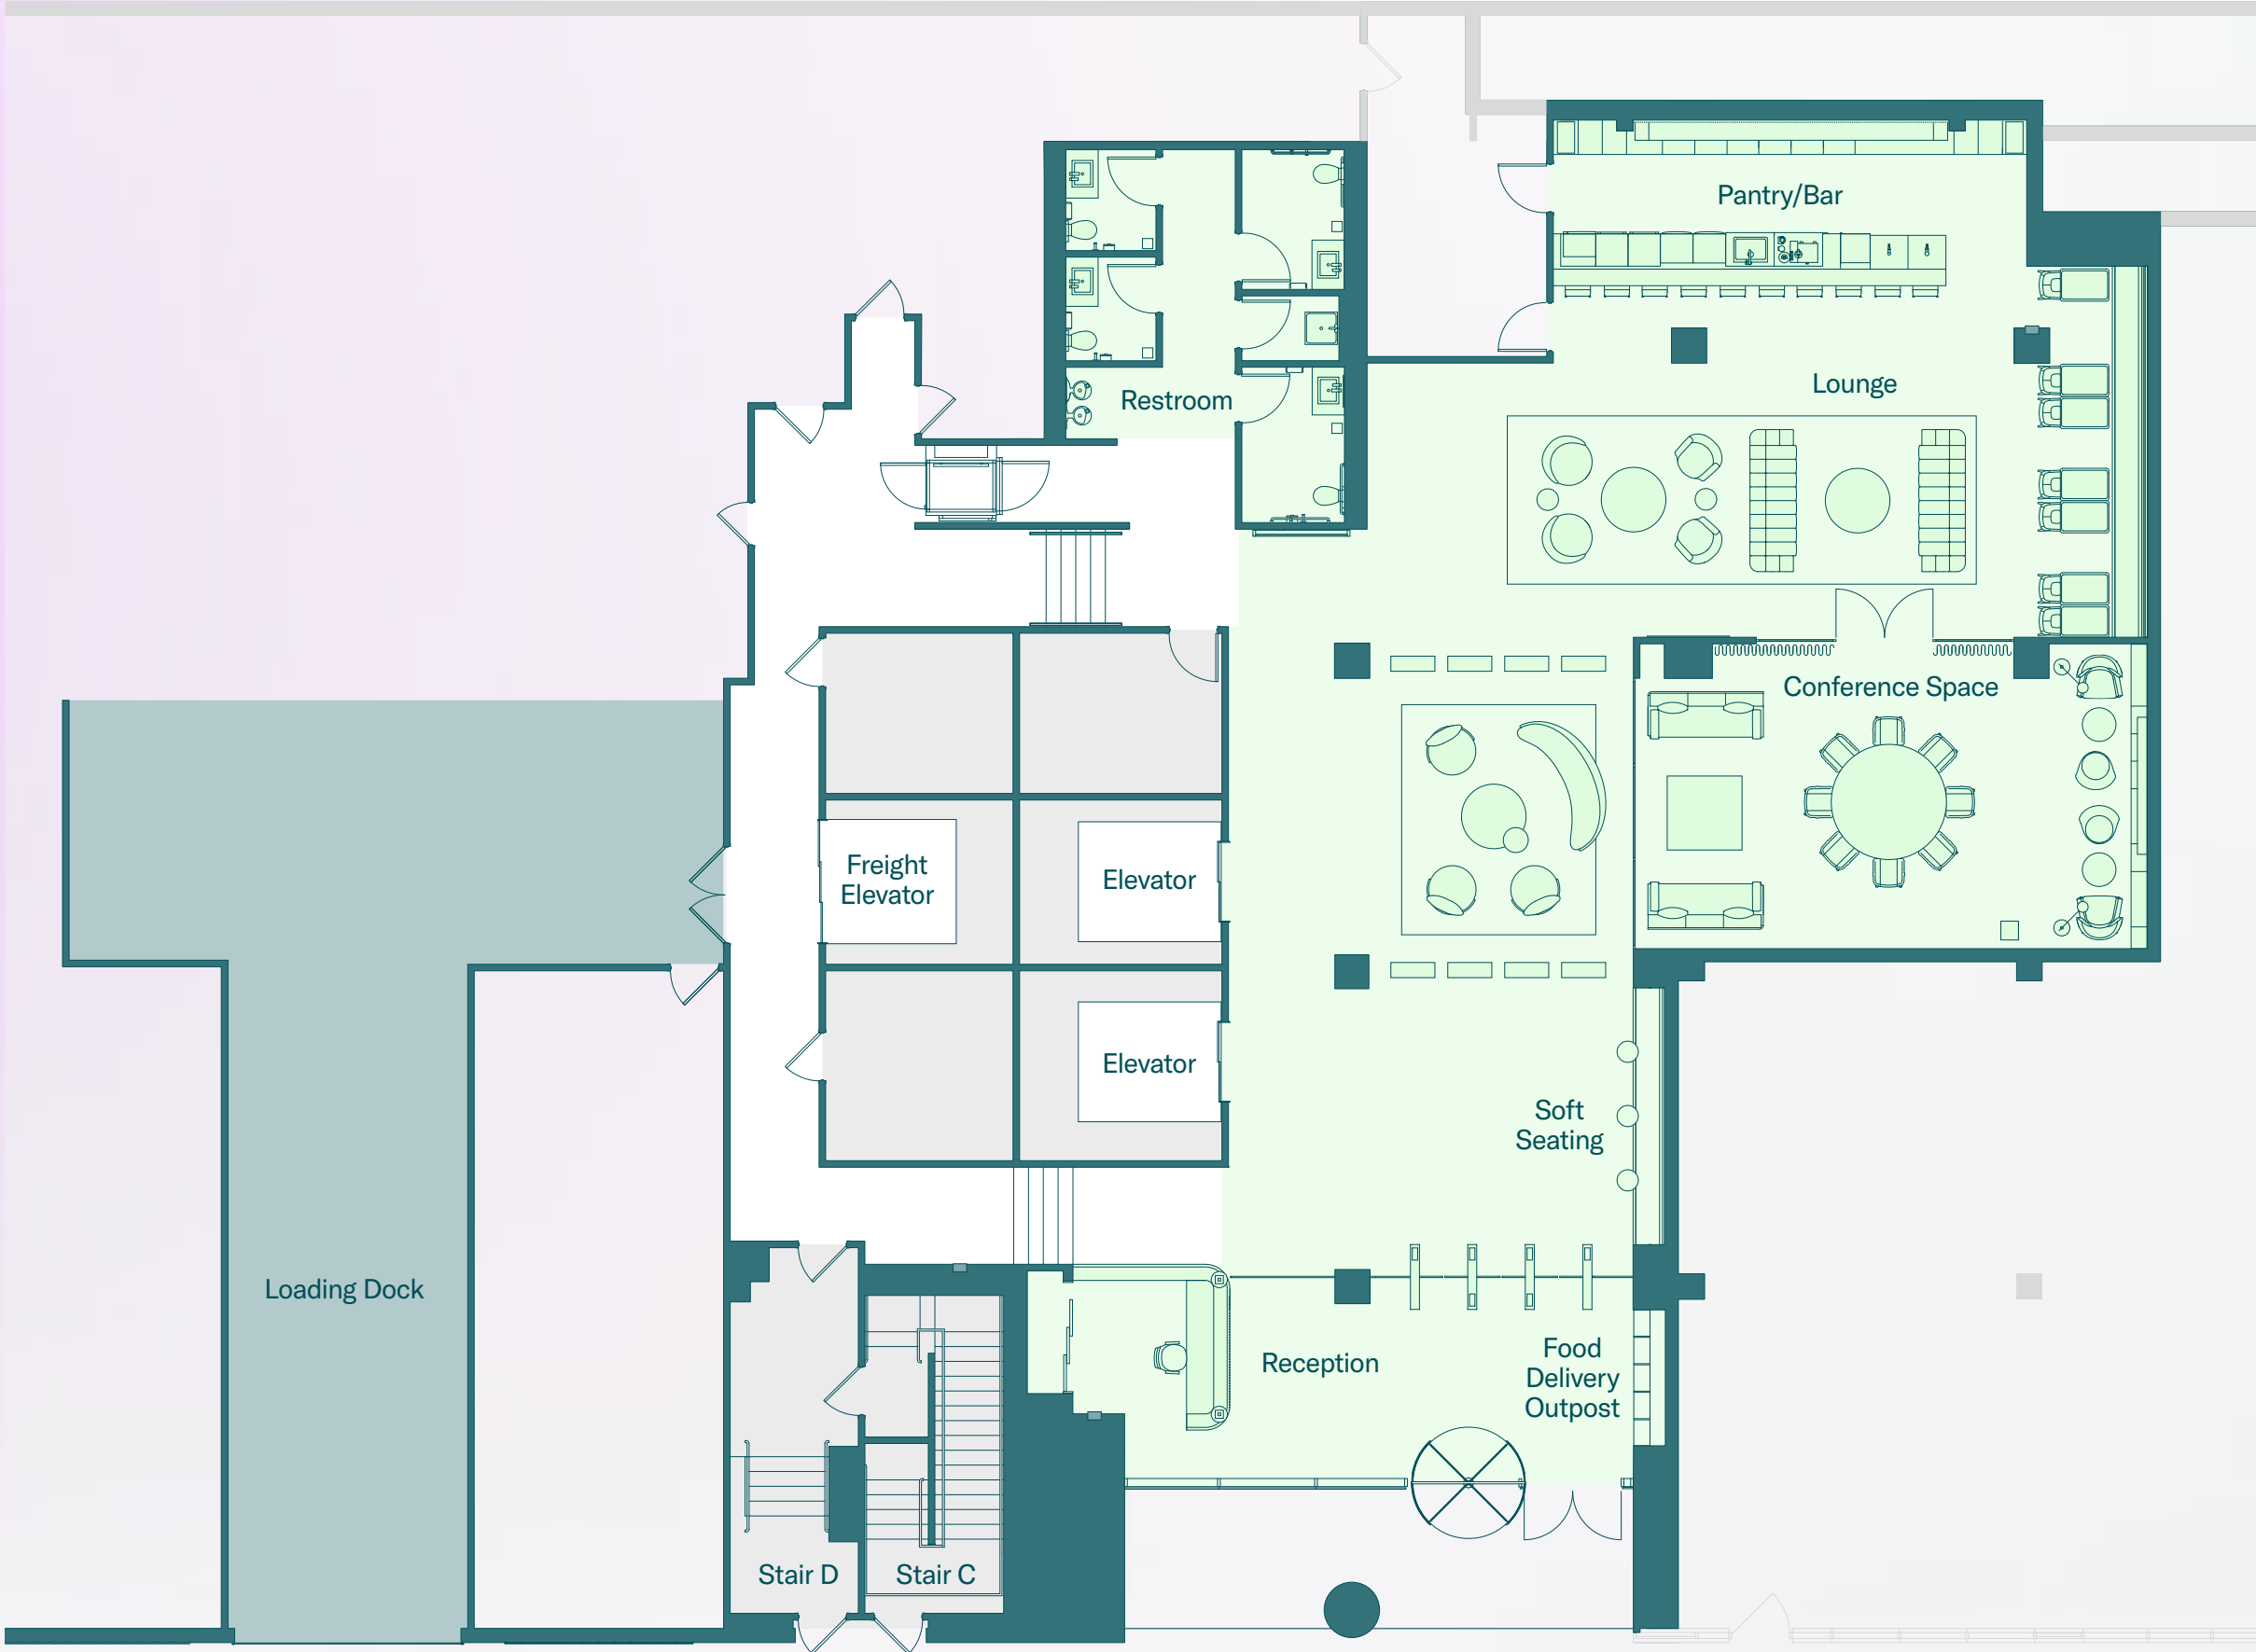 Pantry/Bar
Lounge
Restroom
Conference Space
Freight
Elevator
Elevator
Elevator
Soft
Seating
Loading Dock
Reception
Food
Delivery
Outpost
Stair D
Stair C